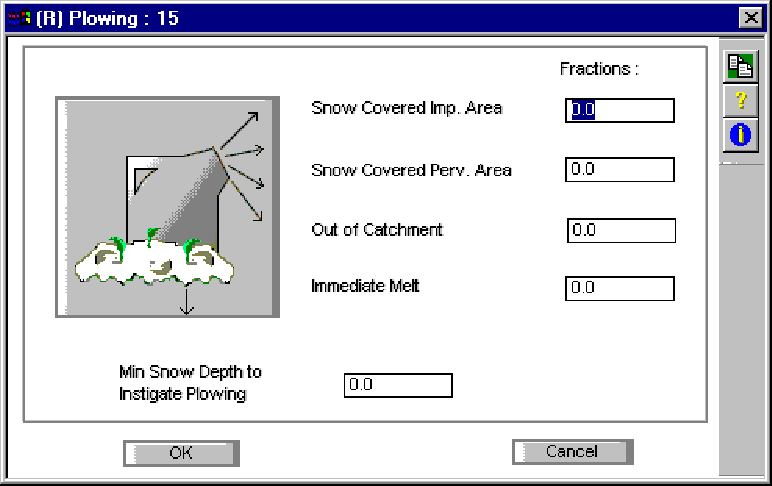 (R) Plowing : 15
Fractions :
Snow Covered Imp. Area 0.0
Snow Covered Perv. Area 0.0
Out of Catchment 0.0
Immediate Melt 0.0
Min Snow Depth to
Instigate Plowing 0.0
OK Cancel